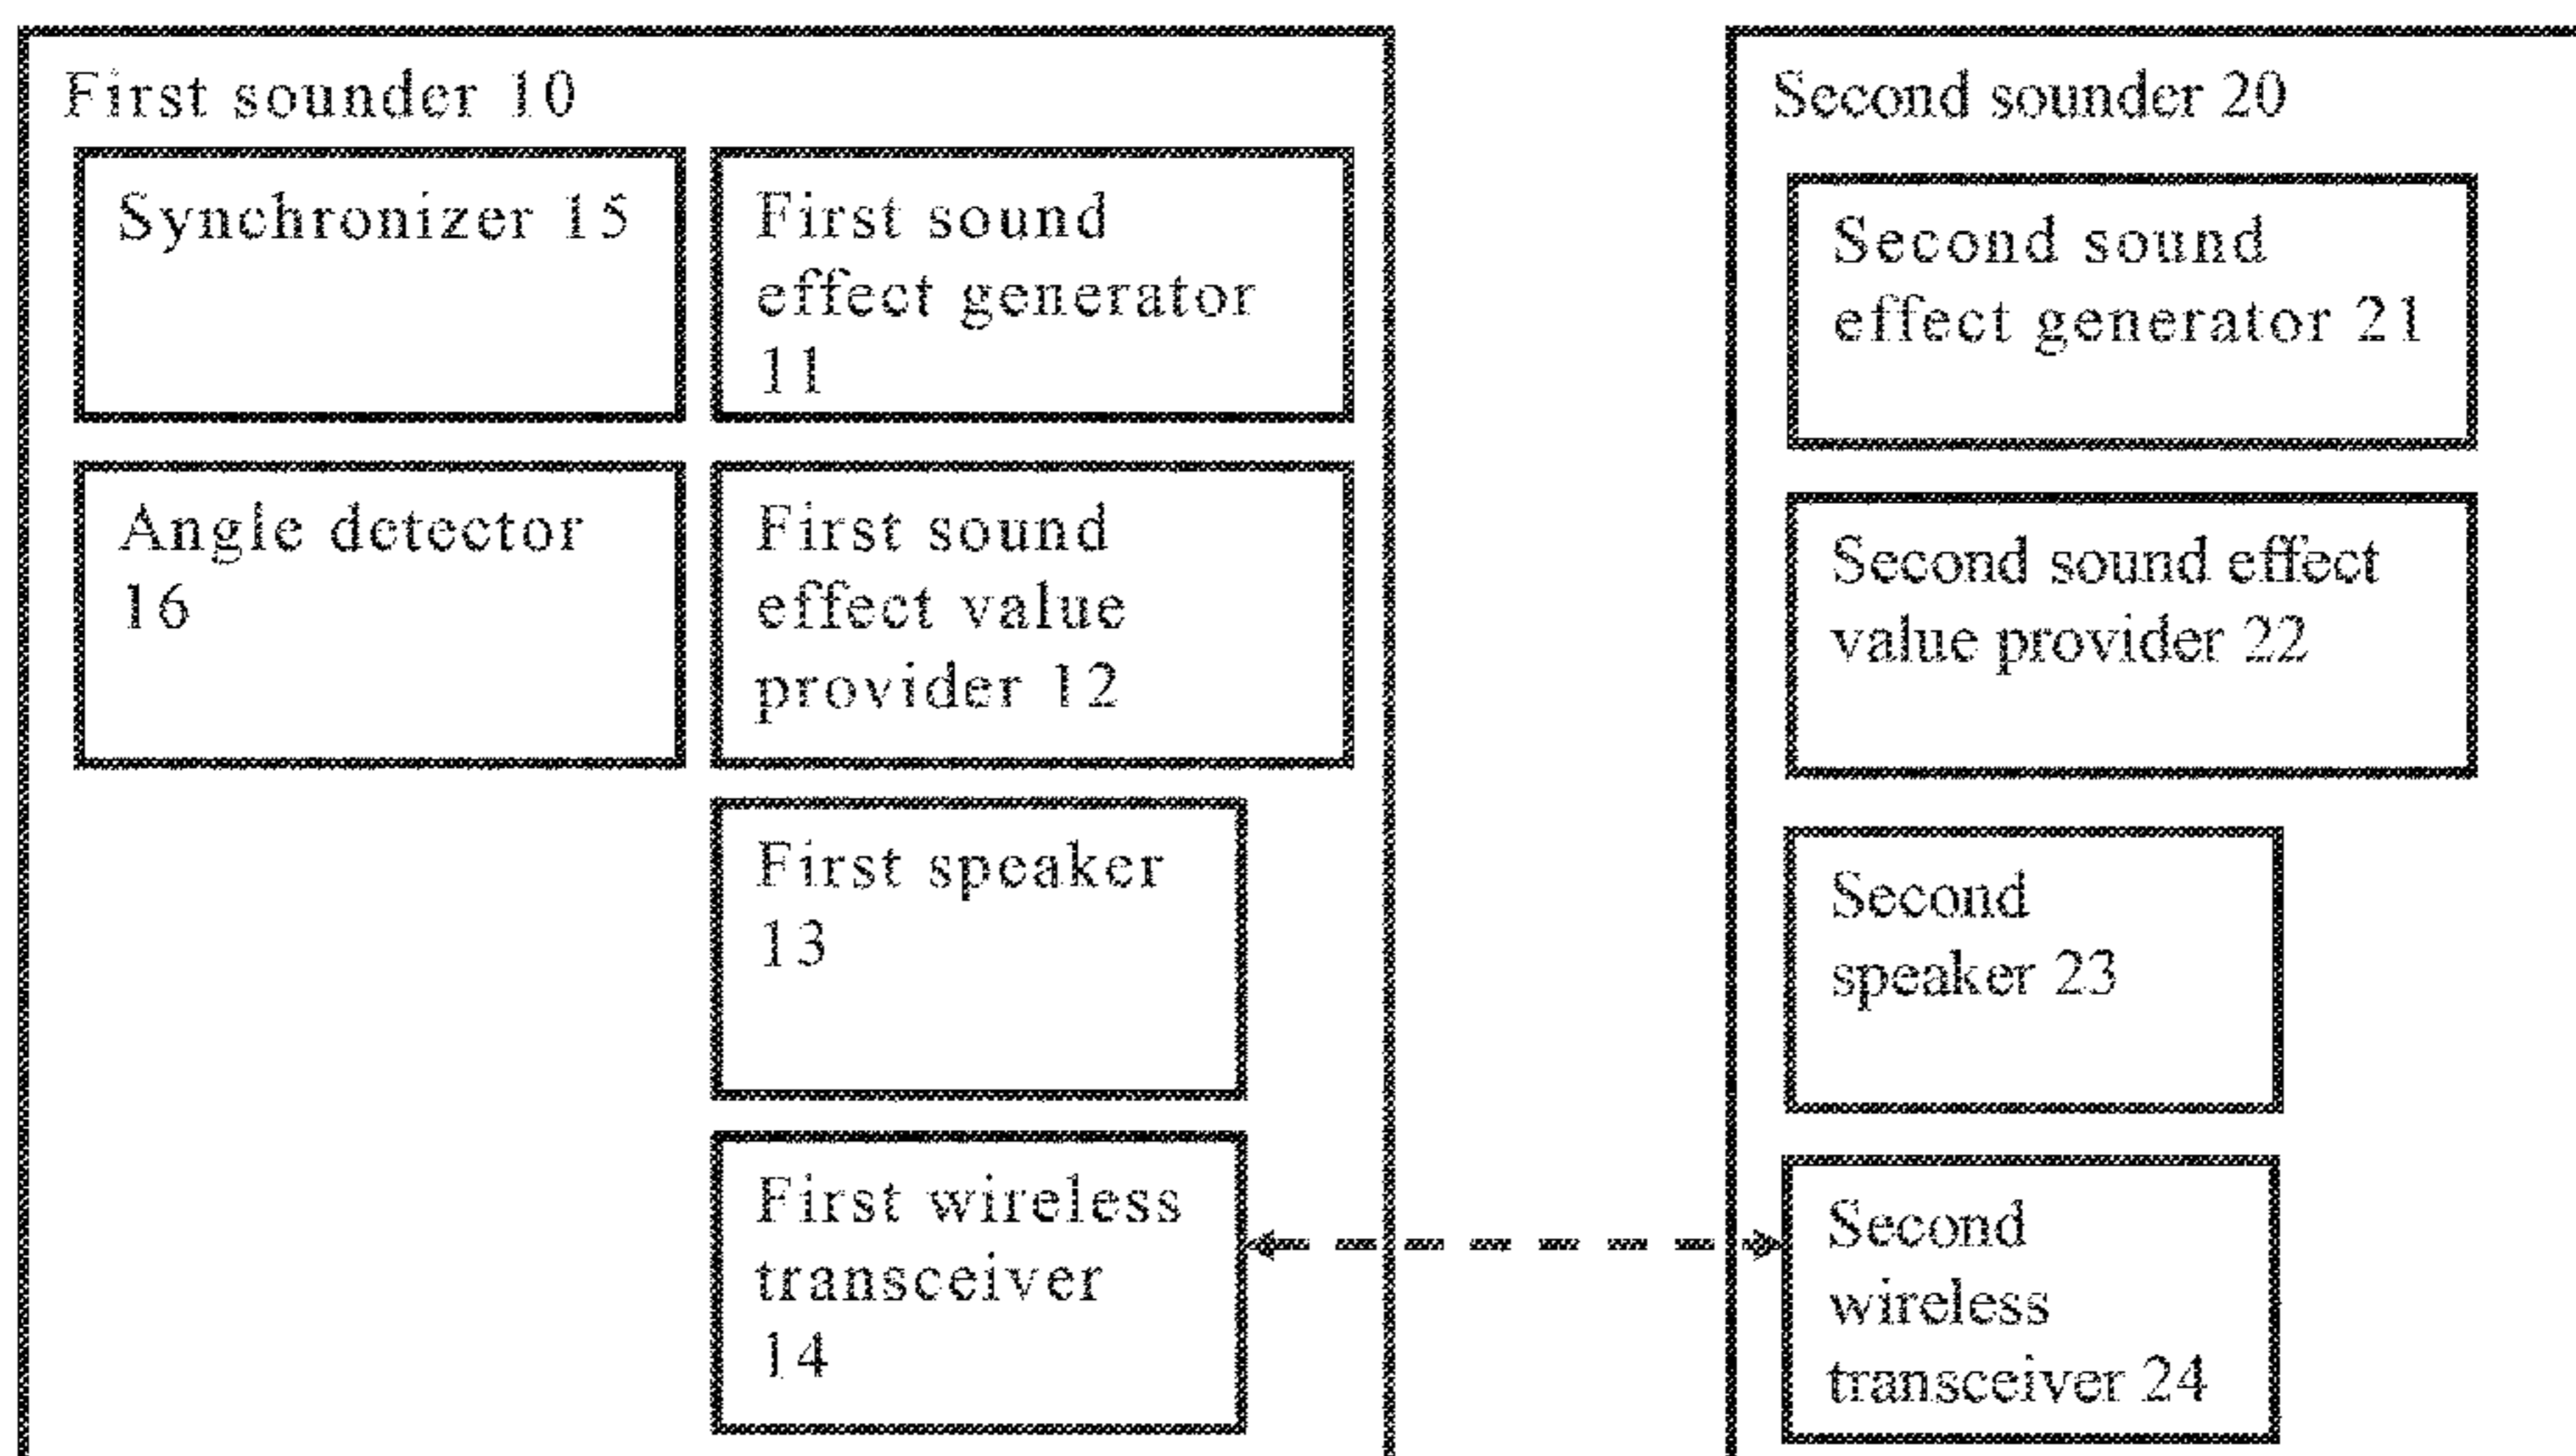 First sounder 10
Synchronizer 15
First sound
effect generator
11
Angle detector
16
First sound
effect value
provider 12
First speaker
13
First wireless
transceiver
14
Second sounder 20
Second sound
effect generator 21
Second sound effect
value provider 22
Second
speaker 23
Second
wireless
transceiver 24